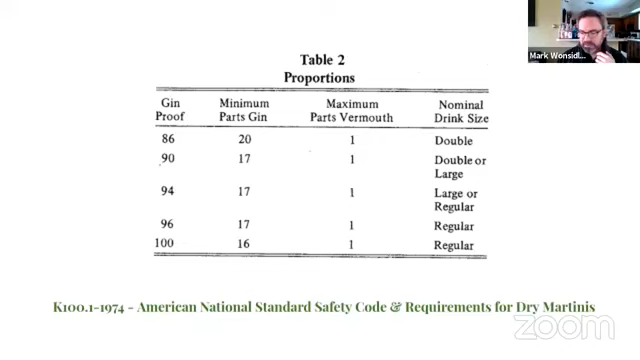 Mark Wonsidl...
Table 2
Proportions
Gin Proof Minimum Parts Gin Maximum Parts Vermouth Nominal Drink Size
86 20 1 Double
90 17 1 Double or Large
94 17 1 Large or Regular
96 17 1 Regular
100 16 1 Regular
K100.1-1974 - American National Standard Safety Code & Requirements for Dry Martinis
zoom